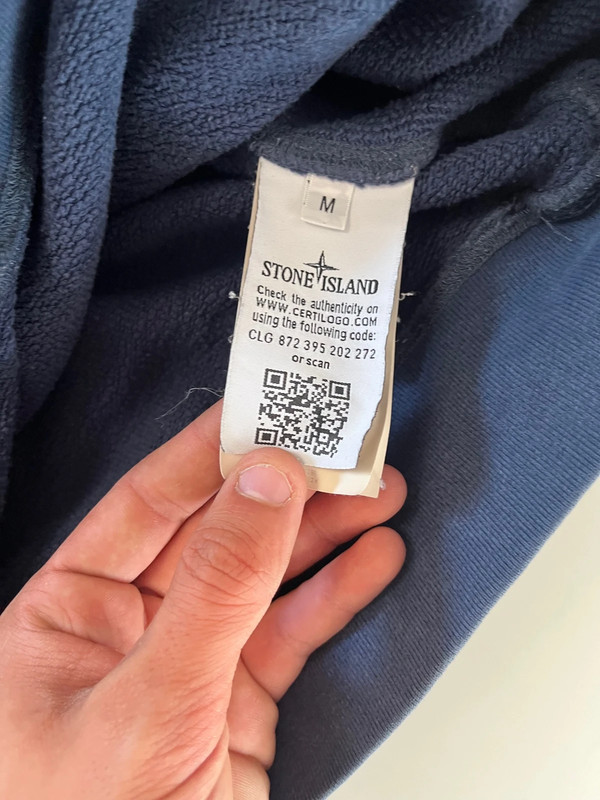 M
STONE ISLAND
Check the authenticity on
WWW.CERTILOGO.COM
using the following code:
CLG 872 395 202 272
or scan